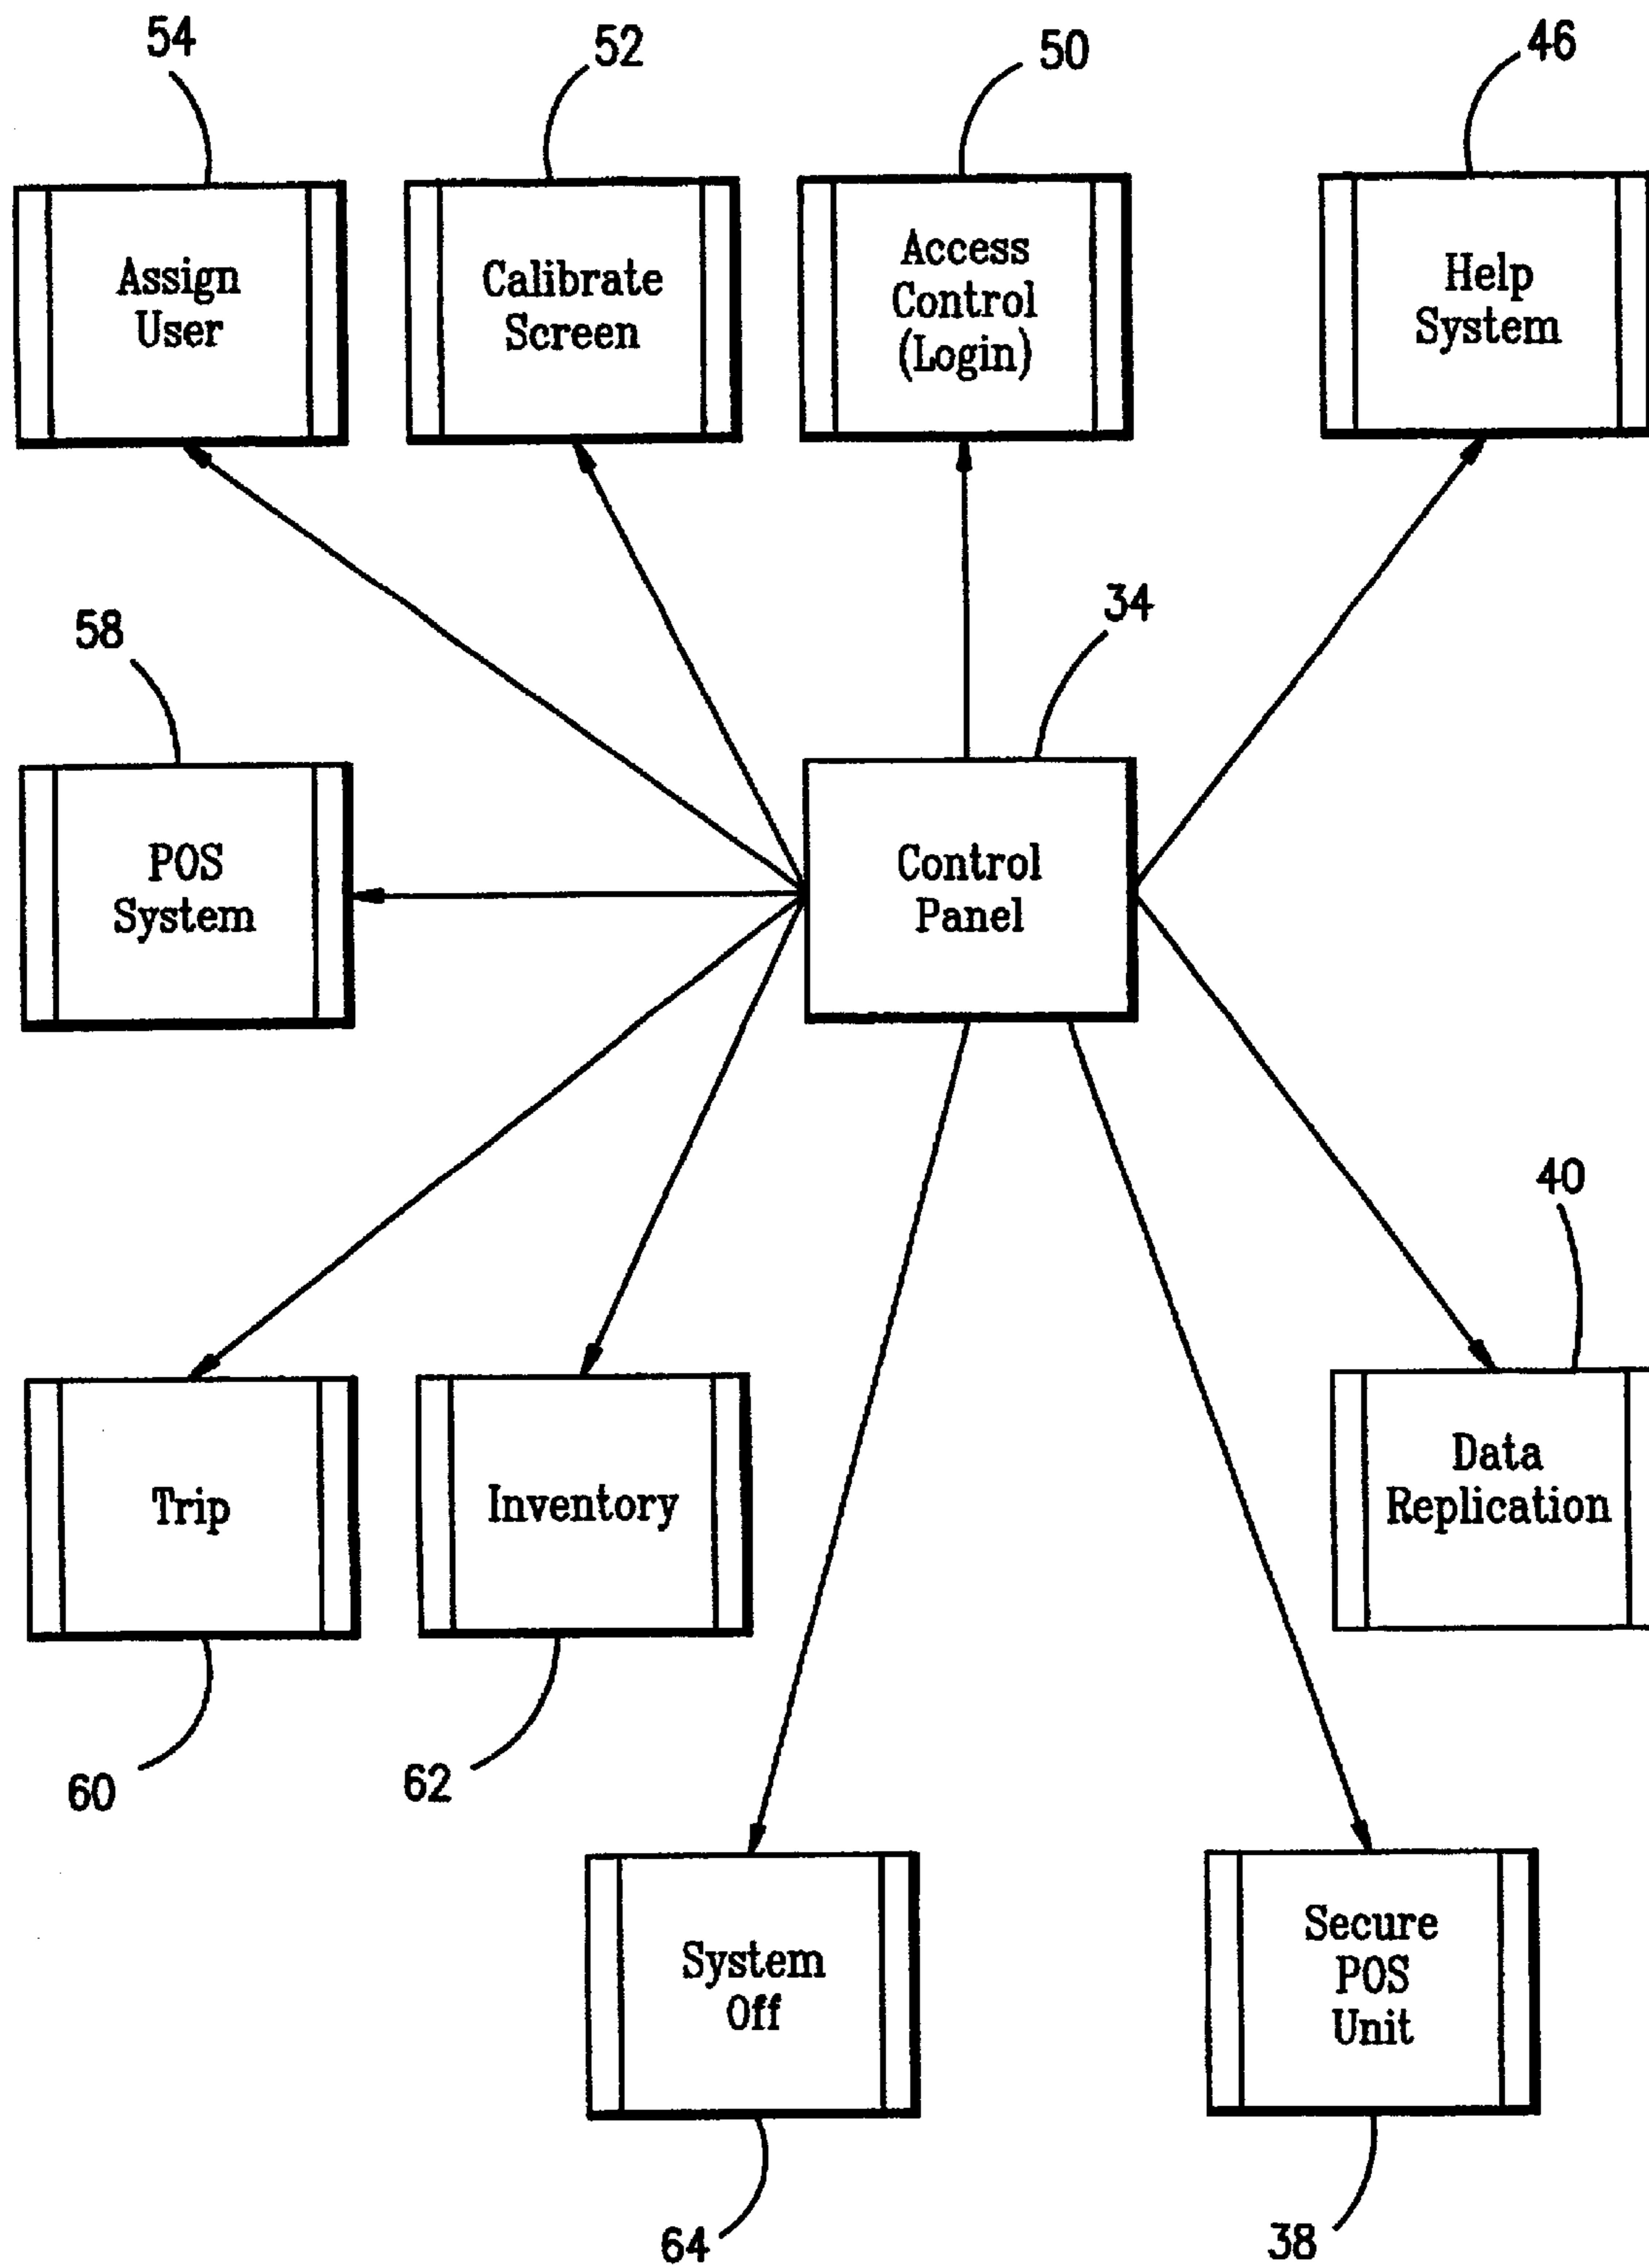 54
52
50
46
Assign
User
Calibrate
Screen
Access
Control
(Login)
Help
System
58
34
POS
System
Control
Panel
40
Trip
Inventory
Data
Replication
60
62
System
Off
Secure
POS
Unit
64
38